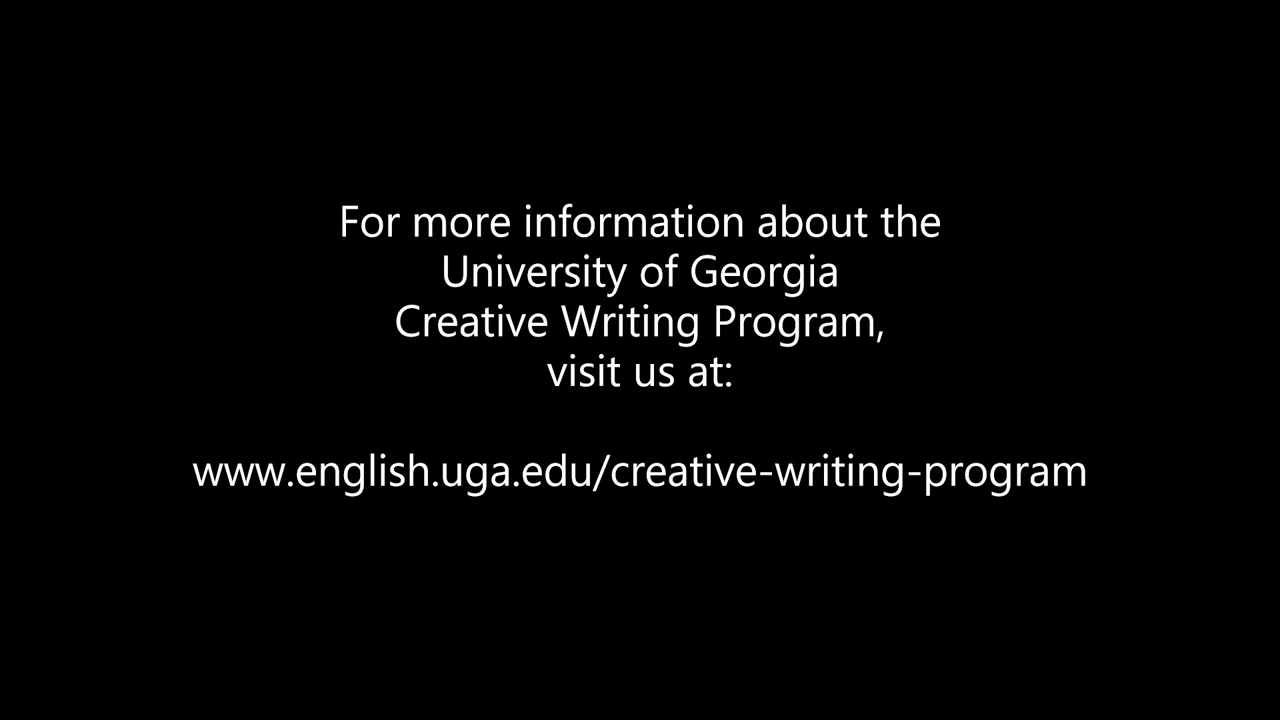 For more information about the
University of Georgia
Creative Writing Program,
visit us at:
www.english.uga.edu/creative-writing-program